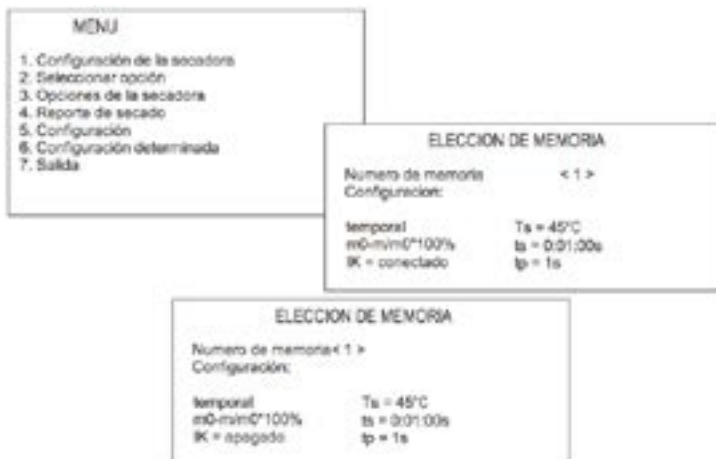 MENU
1. Configuración de la secadora
2. Seleccionar opción
3. Opciones de la secadora
4. Reporte de secado
5. Configuración
6. Configuración determinada
7. Salida
ELECCION DE MEMORIA
Numero de memoria < 1 >
Configuracion:
temporal Ts = 45°C
m0-m/m0*100% ts = 0:01:00s
IK = conectado tp = 1s
ELECCION DE MEMORIA
Numero de memoria< 1 >
Configuración:
temporal Ts = 45°C
m0-m/m0*100% ts = 0:01:00s
IK = apagado tp = 1s